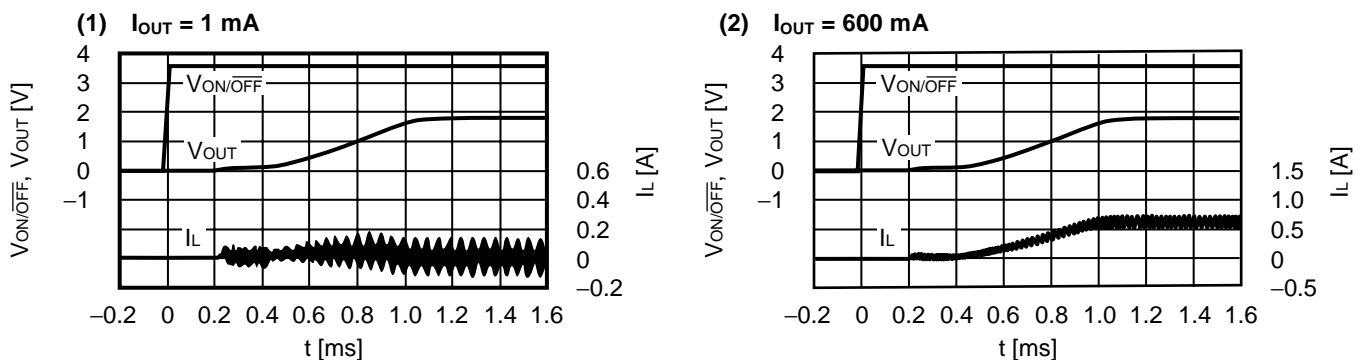 (1) IOUT = 1 mA
4
3
2
1
0
−1
VON/OFF, VOUT [V]
VON/OFF
VOUT
IL
0.6
0.4
0.2
0
−0.2
IL [A]
−0.2 0 0.2 0.4 0.6 0.8 1.0 1.2 1.4 1.6
t [ms]
(2) IOUT = 600 mA
4
3
2
1
0
−1
VON/OFF, VOUT [V]
VON/OFF
VOUT
IL
1.5
1.0
0.5
0
−0.5
IL [A]
−0.2 0 0.2 0.4 0.6 0.8 1.0 1.2 1.4 1.6
t [ms]